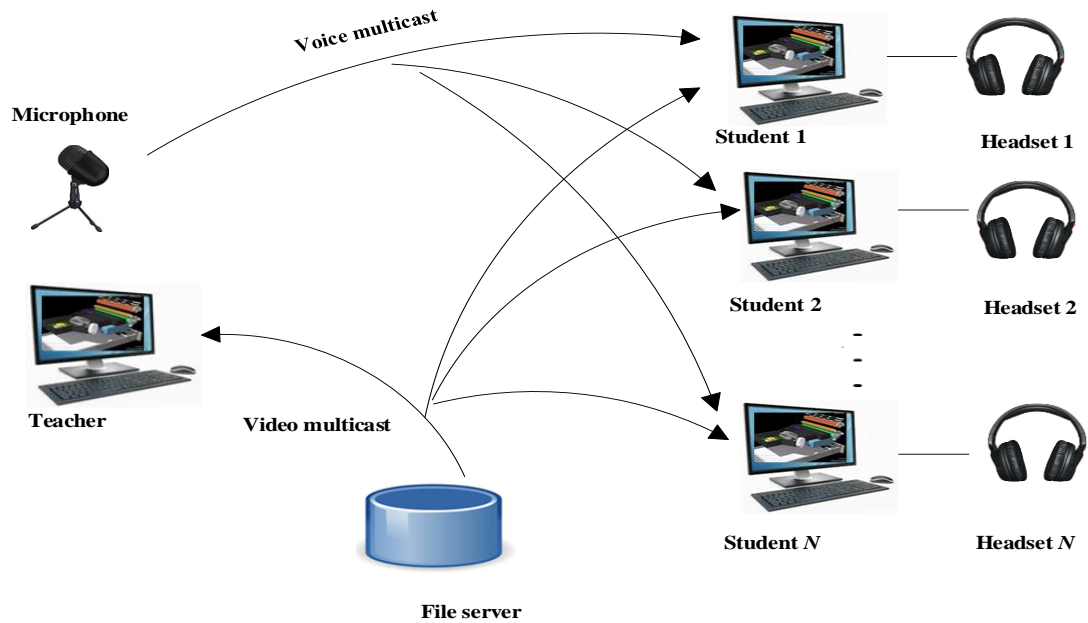 Voice multicast
Microphone
Student 1
Headset 1
Student 2
Headset 2
Teacher
Video multicast
Student N
Headset N
File server